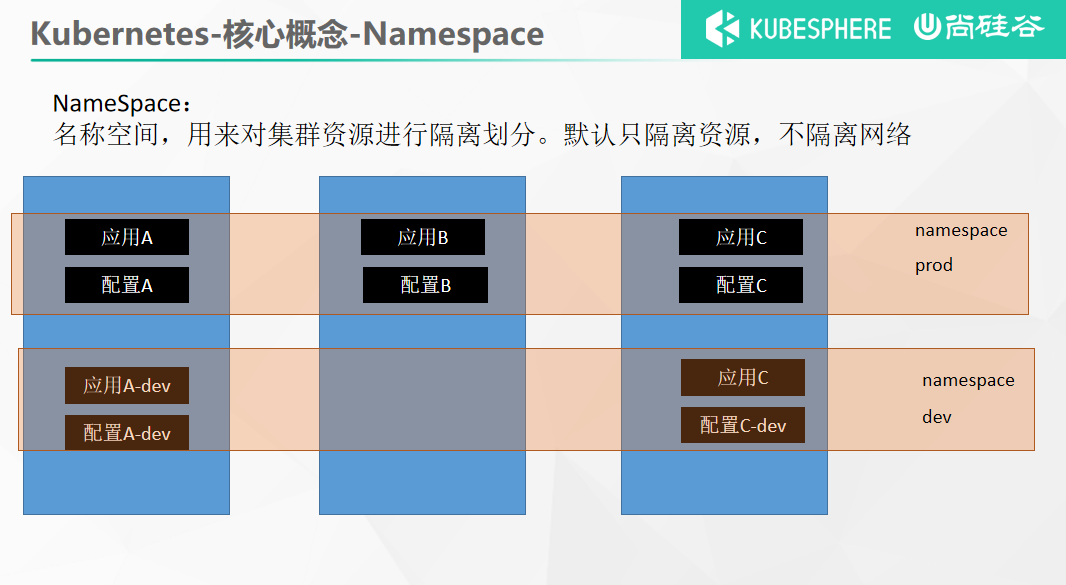 Kubernetes-核心概念-Namespace
KUBESPHERE
尚硅谷
NameSpace：
名称空间，用来对集群资源进行隔离划分。默认只隔离资源，不隔离网络
应用A
应用B
应用C
namespace
配置A
配置B
配置C
prod
应用A-dev
应用C
namespace
配置A-dev
配置C-dev
dev